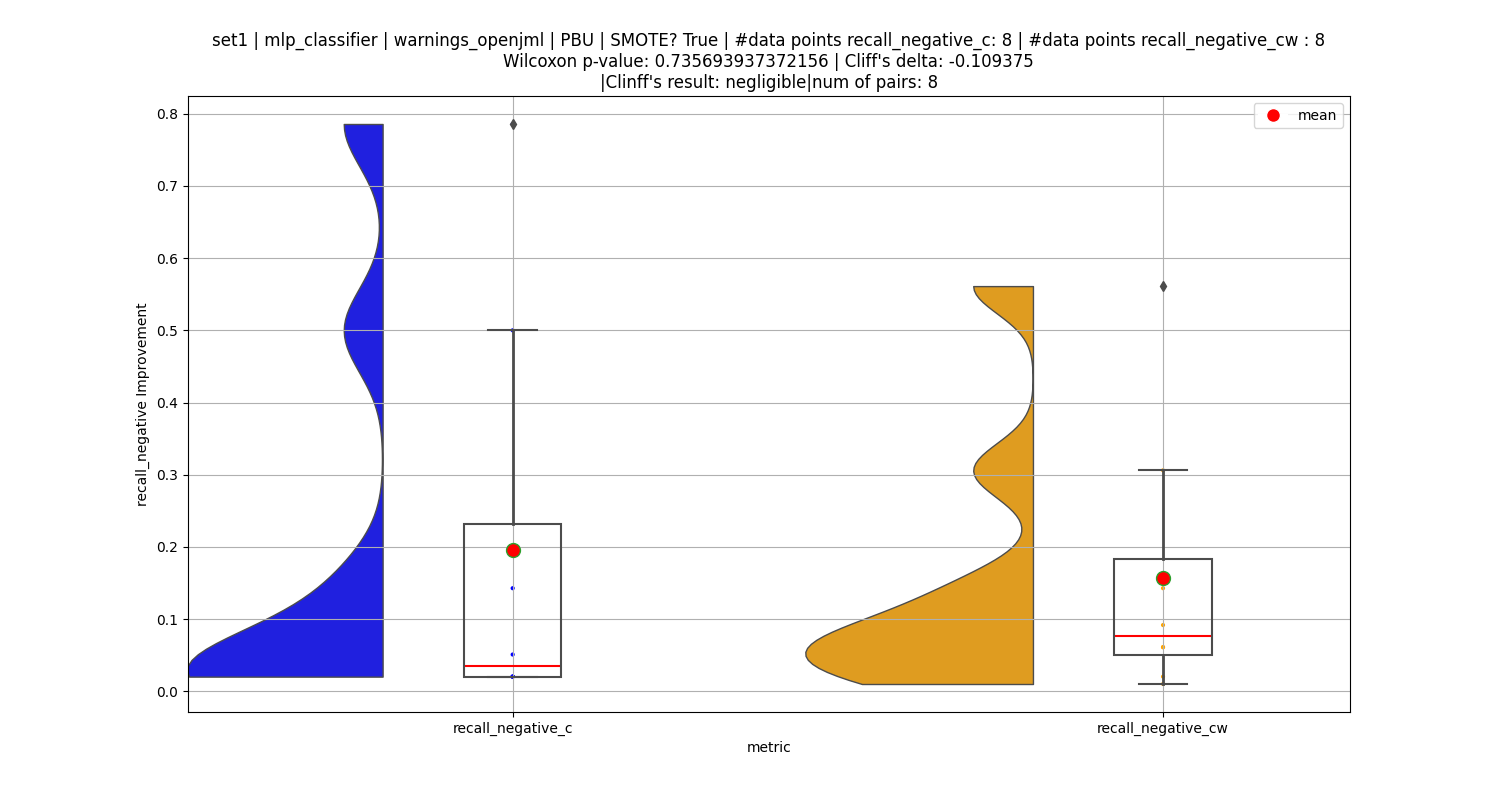 set1 | mlp_classifier | warnings_openjml | PBU | SMOTE? True | #data points recall_negative_c: 8 | #data points recall_negative_cw : 8
Wilcoxon p-value: 0.735693937372156 | Cliff's delta: -0.109375
|Clinff's result: negligible|num of pairs: 8
mean
0.8
0.7
0.6
0.5
0.4
0.3
0.2
0.1
0.0
recall_negative Improvement
recall_negative_c
recall_negative_cw
metric